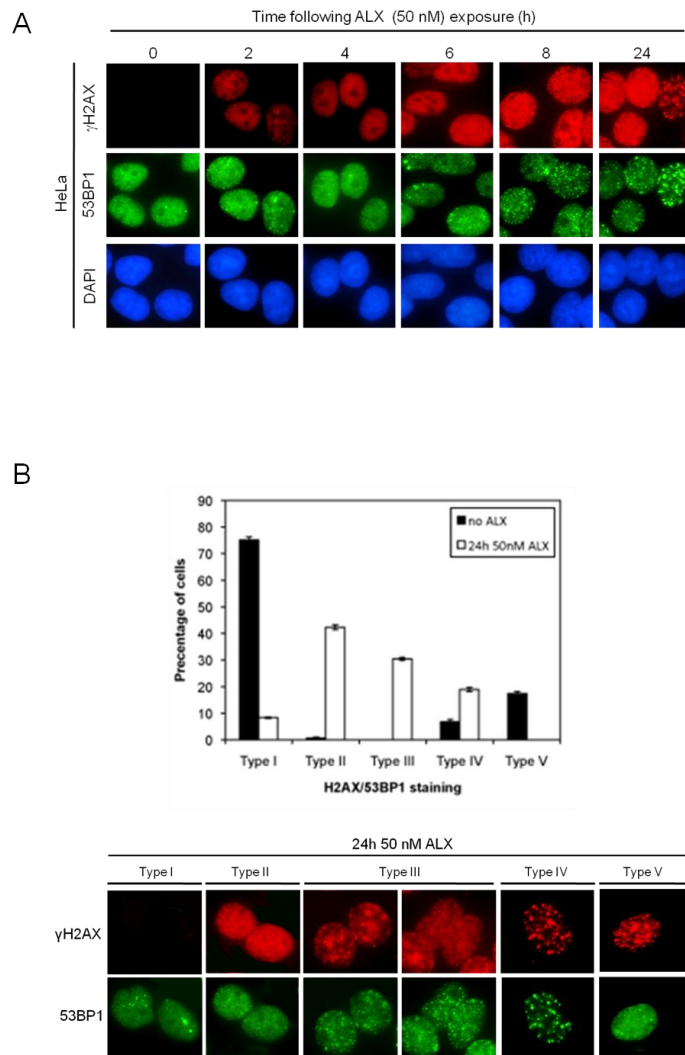 A
Time following ALX (50 nM) exposure (h)
0 2 4 6 8 24
HeLa
γH2AX
53BP1
DAPI
B
90
80
70
60
50
40
30
20
10
0
Precentage of cells
no ALX
24h 50nM ALX
Type I Type II Type III Type IV Type V
H2AX/53BP1 staining
24h 50 nM ALX
Type I Type II Type III Type IV Type V
γH2AX
53BP1